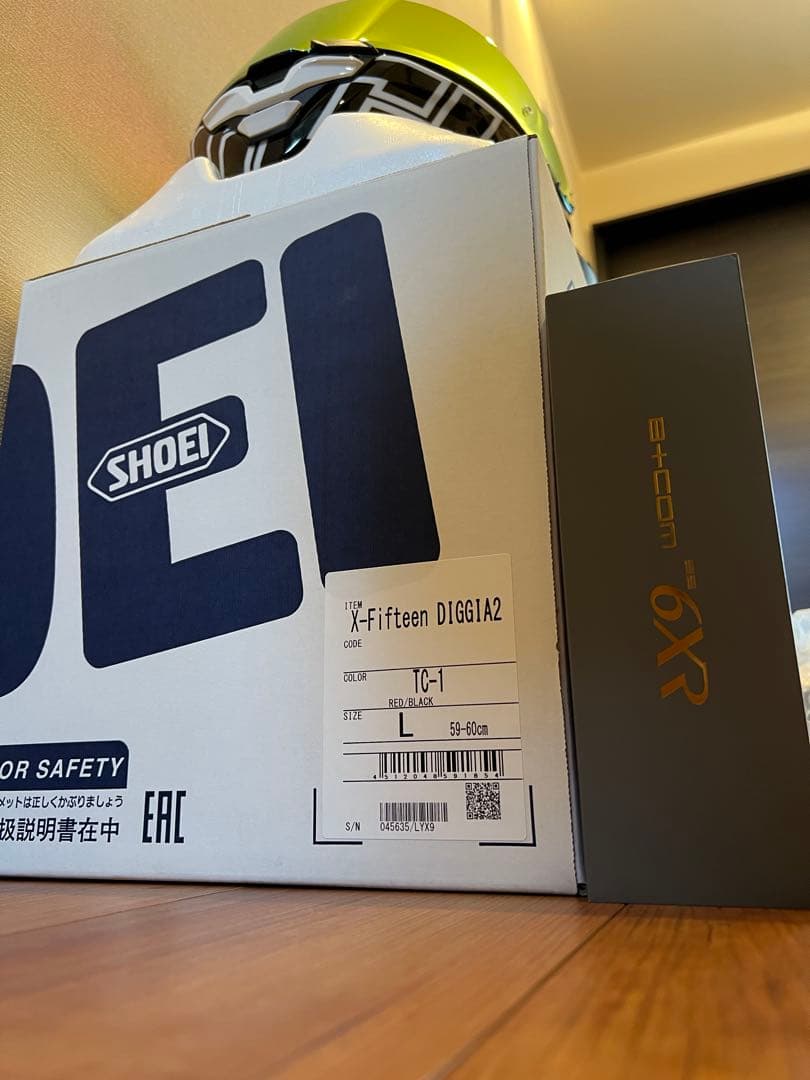 OEI
SHOEI
ITEM
X-Fifteen DIGGIA2
CODE
COLOR
TC-1
RED/BLACK
SIZE
L
59-60cm
4512048591854
S/N
045635/LYX9
OR SAFETY
メットは正しくかぶりましょう
扱説明書在中
EAC
B+COM
6XR